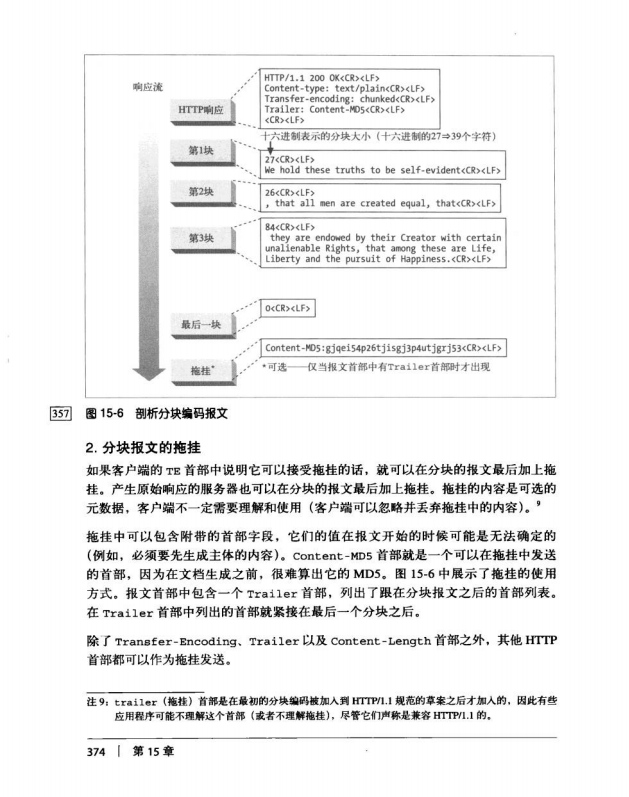 响应流
HTTP响应
HTTP/1.1 200 OK<CR><LF>
Content-type: text/plain<CR><LF>
Transfer-encoding: chunked<CR><LF>
Trailer: Content-MD5<CR><LF>
<CR><LF>
十六进制表示的分块大小（十六进制的27⇒39个字符）
第1块
27<CR><LF>
We hold these truths to be self-evident<CR><LF>
第2块
26<CR><LF>
, that all men are created equal, that<CR><LF>
第3块
84<CR><LF>
they are endowed by their Creator with certain
unalienable Rights, that among these are Life,
Liberty and the pursuit of Happiness.<CR><LF>
最后一块
0<CR><LF>
拖挂*
Content-MD5:gjqei54p26tjisgj3p4utjgrj53<CR><LF>
*可选——仅当报文首部中有Trailer首部时才出现
357
图 15-6 剖析分块编码报文
2. 分块报文的拖挂
如果客户端的 TE 首部中说明它可以接受拖挂的话，就可以在分块的报文最后加上拖
挂。产生原始响应的服务器也可以在分块的报文最后加上拖挂。拖挂的内容是可选的
元数据，客户端不一定需要理解和使用（客户端可以忽略并丢弃拖挂中的内容）。9
拖挂中可以包含附带的首部字段，它们的值在报文开始的时候可能是无法确定的
（例如，必须要先生成主体的内容）。Content-MD5 首部就是一个可以在拖挂中发送
的首部，因为在文档生成之前，很难算出它的 MD5。图 15-6 中展示了拖挂的使用
方式。报文首部中包含一个 Trailer 首部，列出了跟在分块报文之后的首部列表。
在 Trailer 首部中列出的首部就紧接在最后一个分块之后。
除了 Transfer-Encoding、Trailer 以及 Content-Length 首部之外，其他 HTTP
首部都可以作为拖挂发送。
注 9：trailer（拖挂）首部是在最初的分块编码被加入到 HTTP/1.1 规范的草案之后才加入的，因此有些
应用程序可能不理解这个首部（或者不理解拖挂），尽管它们声称是兼容 HTTP/1.1 的。
374 | 第 15 章